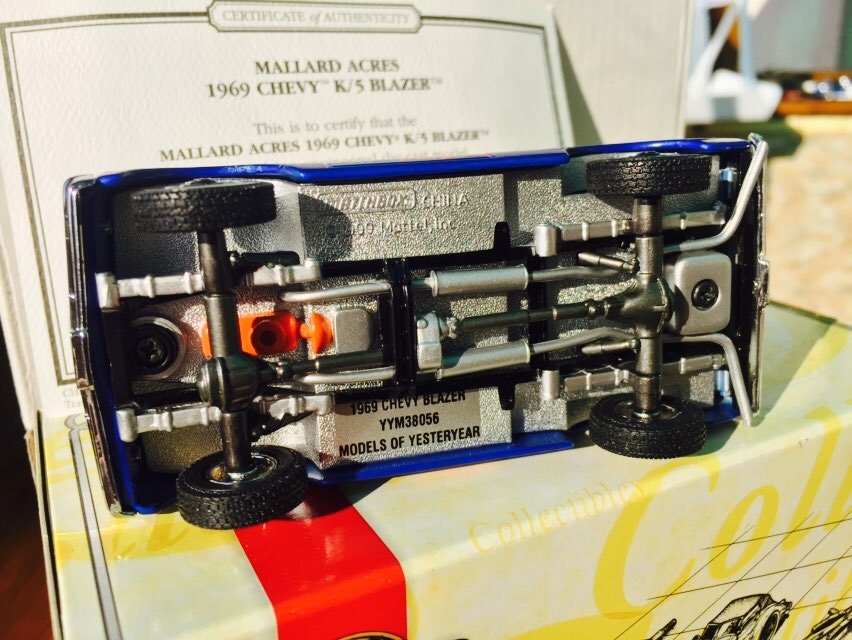 CERTIFICATE of AUTHENTICITY
MALLARD ACRES
1969 CHEVY™ K/5 BLAZER™
This is to certify that the
MALLARD ACRES 1969 CHEVY® K/5 BLAZER™
MATCHBOX CHINA
Mattel, Inc
1969 CHEVY BLAZER
YYM38056
MODELS OF YESTERYEAR
Collectibles